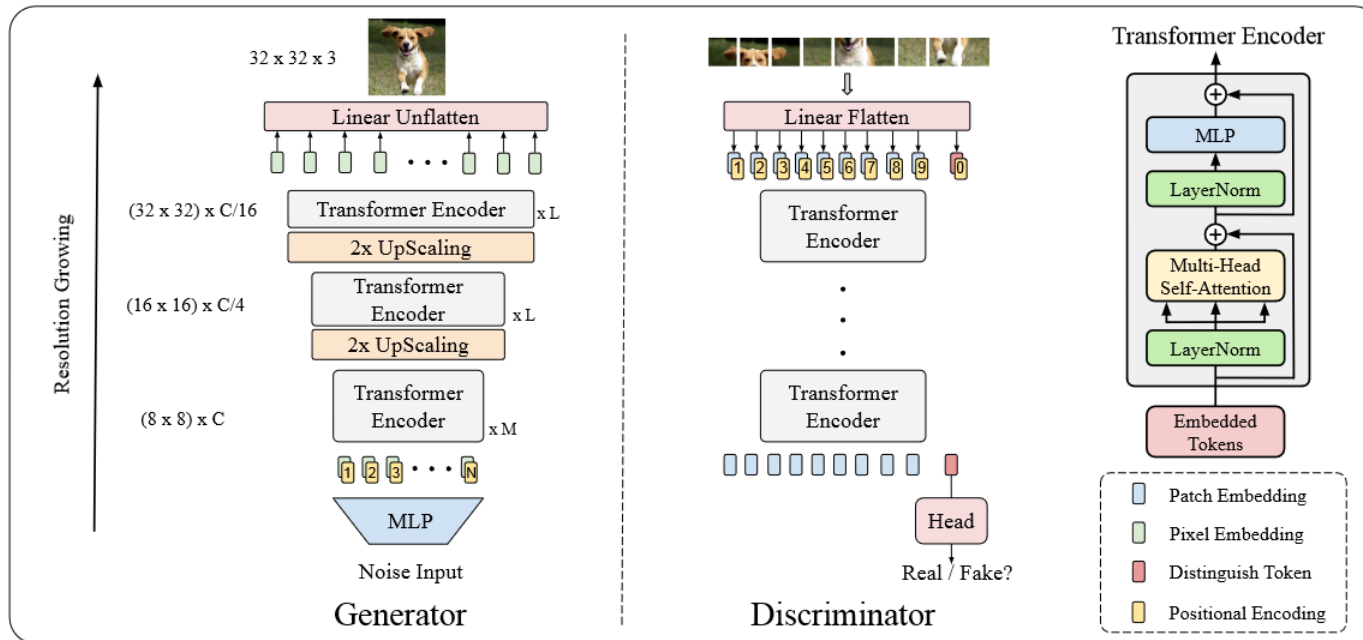 Resolution Growing
32 x 32 x 3
Linear Unflatten
(32 x 32) x C/16
Transformer Encoder
x L
2x UpScaling
(16 x 16) x C/4
Transformer
Encoder
x L
2x UpScaling
(8 x 8) x C
Transformer
Encoder
x M
1 2 3 N
MLP
Noise Input
Generator
Linear Flatten
1 2 3 4 5 6 7 8 9 0
Transformer
Encoder
Transformer
Encoder
Head
Real / Fake?
Discriminator
Transformer Encoder
+
MLP
LayerNorm
+
Multi-Head
Self-Attention
LayerNorm
Embedded
Tokens
Patch Embedding
Pixel Embedding
Distinguish Token
Positional Encoding